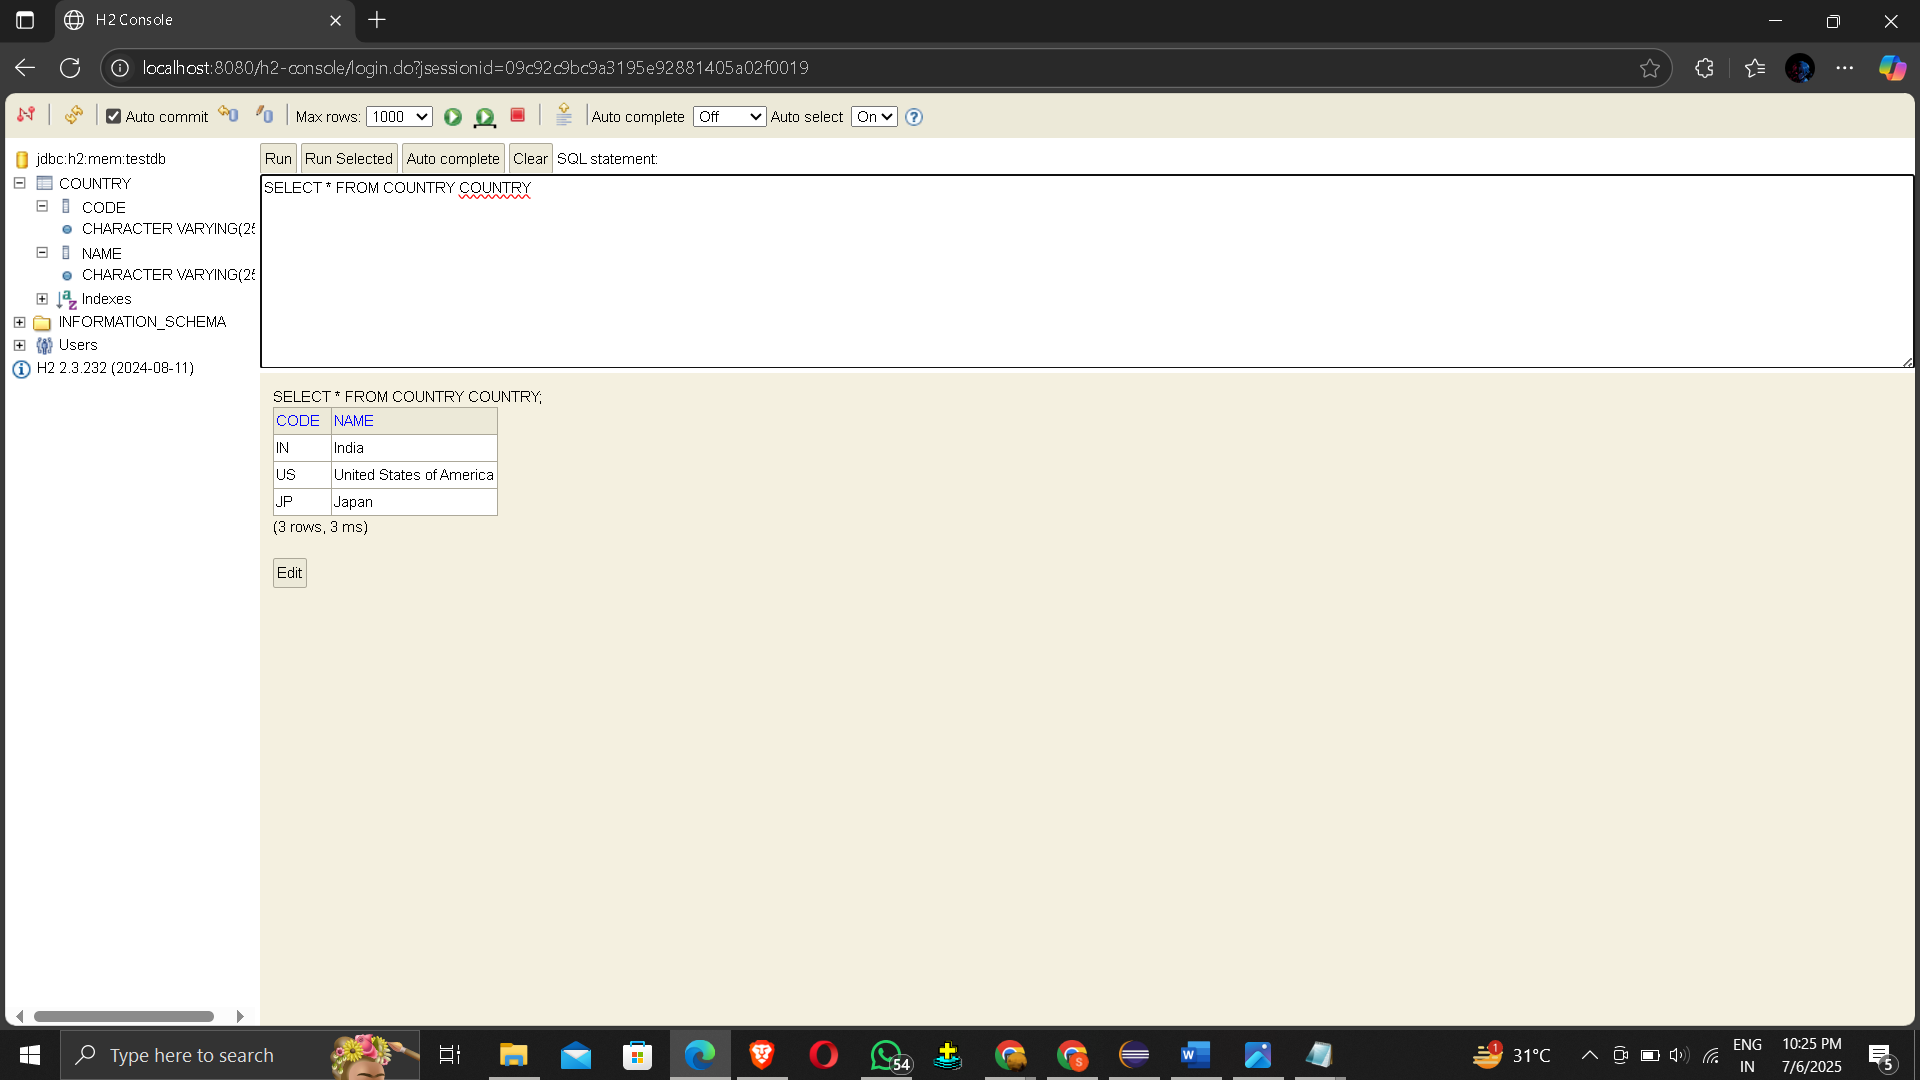 H2 Console
localhost:8080/h2-console/login.do?jsessionid=09c92c9bc9a3195e92881405a02f0019
Auto commit
Max rows: 1000
Auto complete Off
Auto select On
jdbc:h2:mem:testdb
COUNTRY
CODE
CHARACTER VARYING(25
NAME
CHARACTER VARYING(25
Indexes
INFORMATION_SCHEMA
Users
H2 2.3.232 (2024-08-11)
Run Run Selected Auto complete Clear SQL statement:
SELECT * FROM COUNTRY COUNTRY
SELECT * FROM COUNTRY COUNTRY;
CODE NAME
IN India
US United States of America
JP Japan
(3 rows, 3 ms)
Edit
Type here to search
54
1
31°C
ENG
IN
10:25 PM
7/6/2025
5